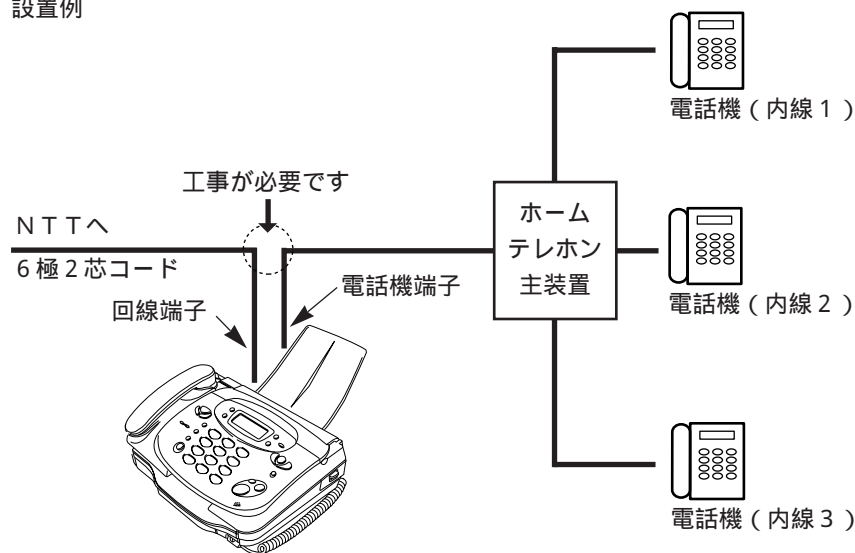 設置例
電話機(内線1)
工事が必要です
NTTへ
6極2芯コード
ホーム
テレホン
主装置
電話機端子
回線端子
電話機(内線2)
電話機(内線3)